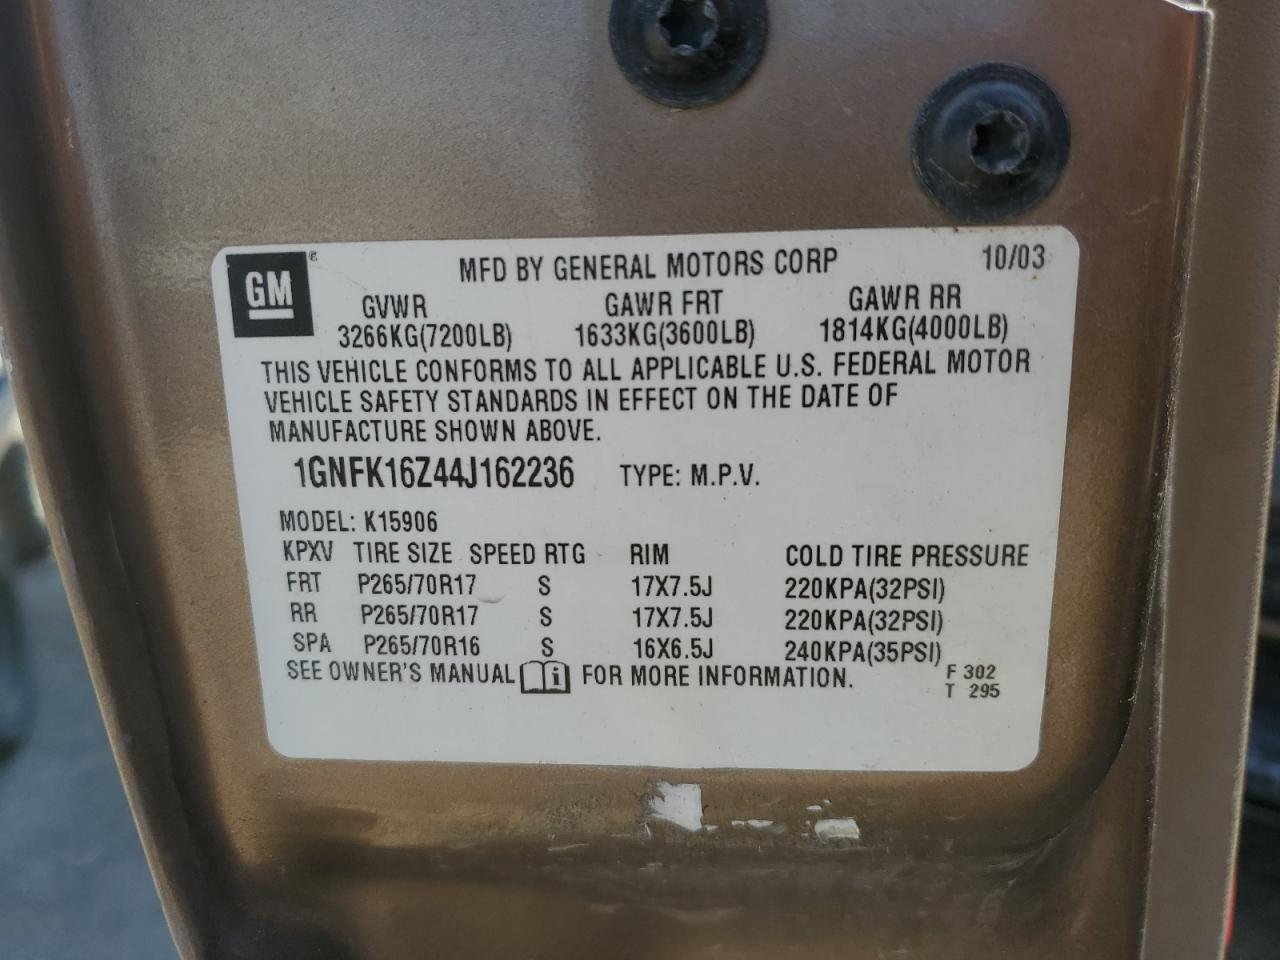 GM ®
MFD BY GENERAL MOTORS CORP 10/03
GVWR GAWR FRT GAWR RR
3266KG(7200LB) 1633KG(3600LB) 1814KG(4000LB)
THIS VEHICLE CONFORMS TO ALL APPLICABLE U.S. FEDERAL MOTOR
VEHICLE SAFETY STANDARDS IN EFFECT ON THE DATE OF
MANUFACTURE SHOWN ABOVE.
1GNFK16Z44J162236 TYPE: M.P.V.
MODEL: K15906
KPXV TIRE SIZE SPEED RTG RIM COLD TIRE PRESSURE
FRT P265/70R17 S 17X7.5J 220KPA(32PSI)
RR P265/70R17 S 17X7.5J 220KPA(32PSI)
SPA P265/70R16 S 16X6.5J 240KPA(35PSI)
SEE OWNER'S MANUAL i FOR MORE INFORMATION. F 302
T 295